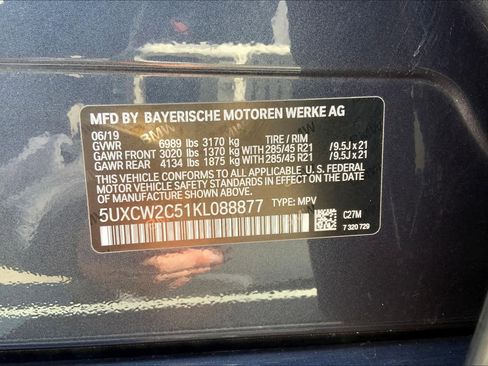 MFD BY BAYERISCHE MOTOREN WERKE AG
06/19
GVWR 6989 lbs 3170 kg TIRE / RIM
GAWR FRONT 3020 lbs 1370 kg WITH 285/45 R21 /9.5J x 21
GAWR REAR 4134 lbs 1875 kg WITH 285/45 R21 /9.5J x 21
THIS VEHICLE CONFORMS TO ALL APPLICABLE U. S. FEDERAL
MOTOR VEHICLE SAFETY STANDARDS IN EFFECT ON THE DATE
OF MANUFACTURE SHOWN ABOVE.
5UXCW2C51KL088877 TYPE: MPV
C27M
7 320 729